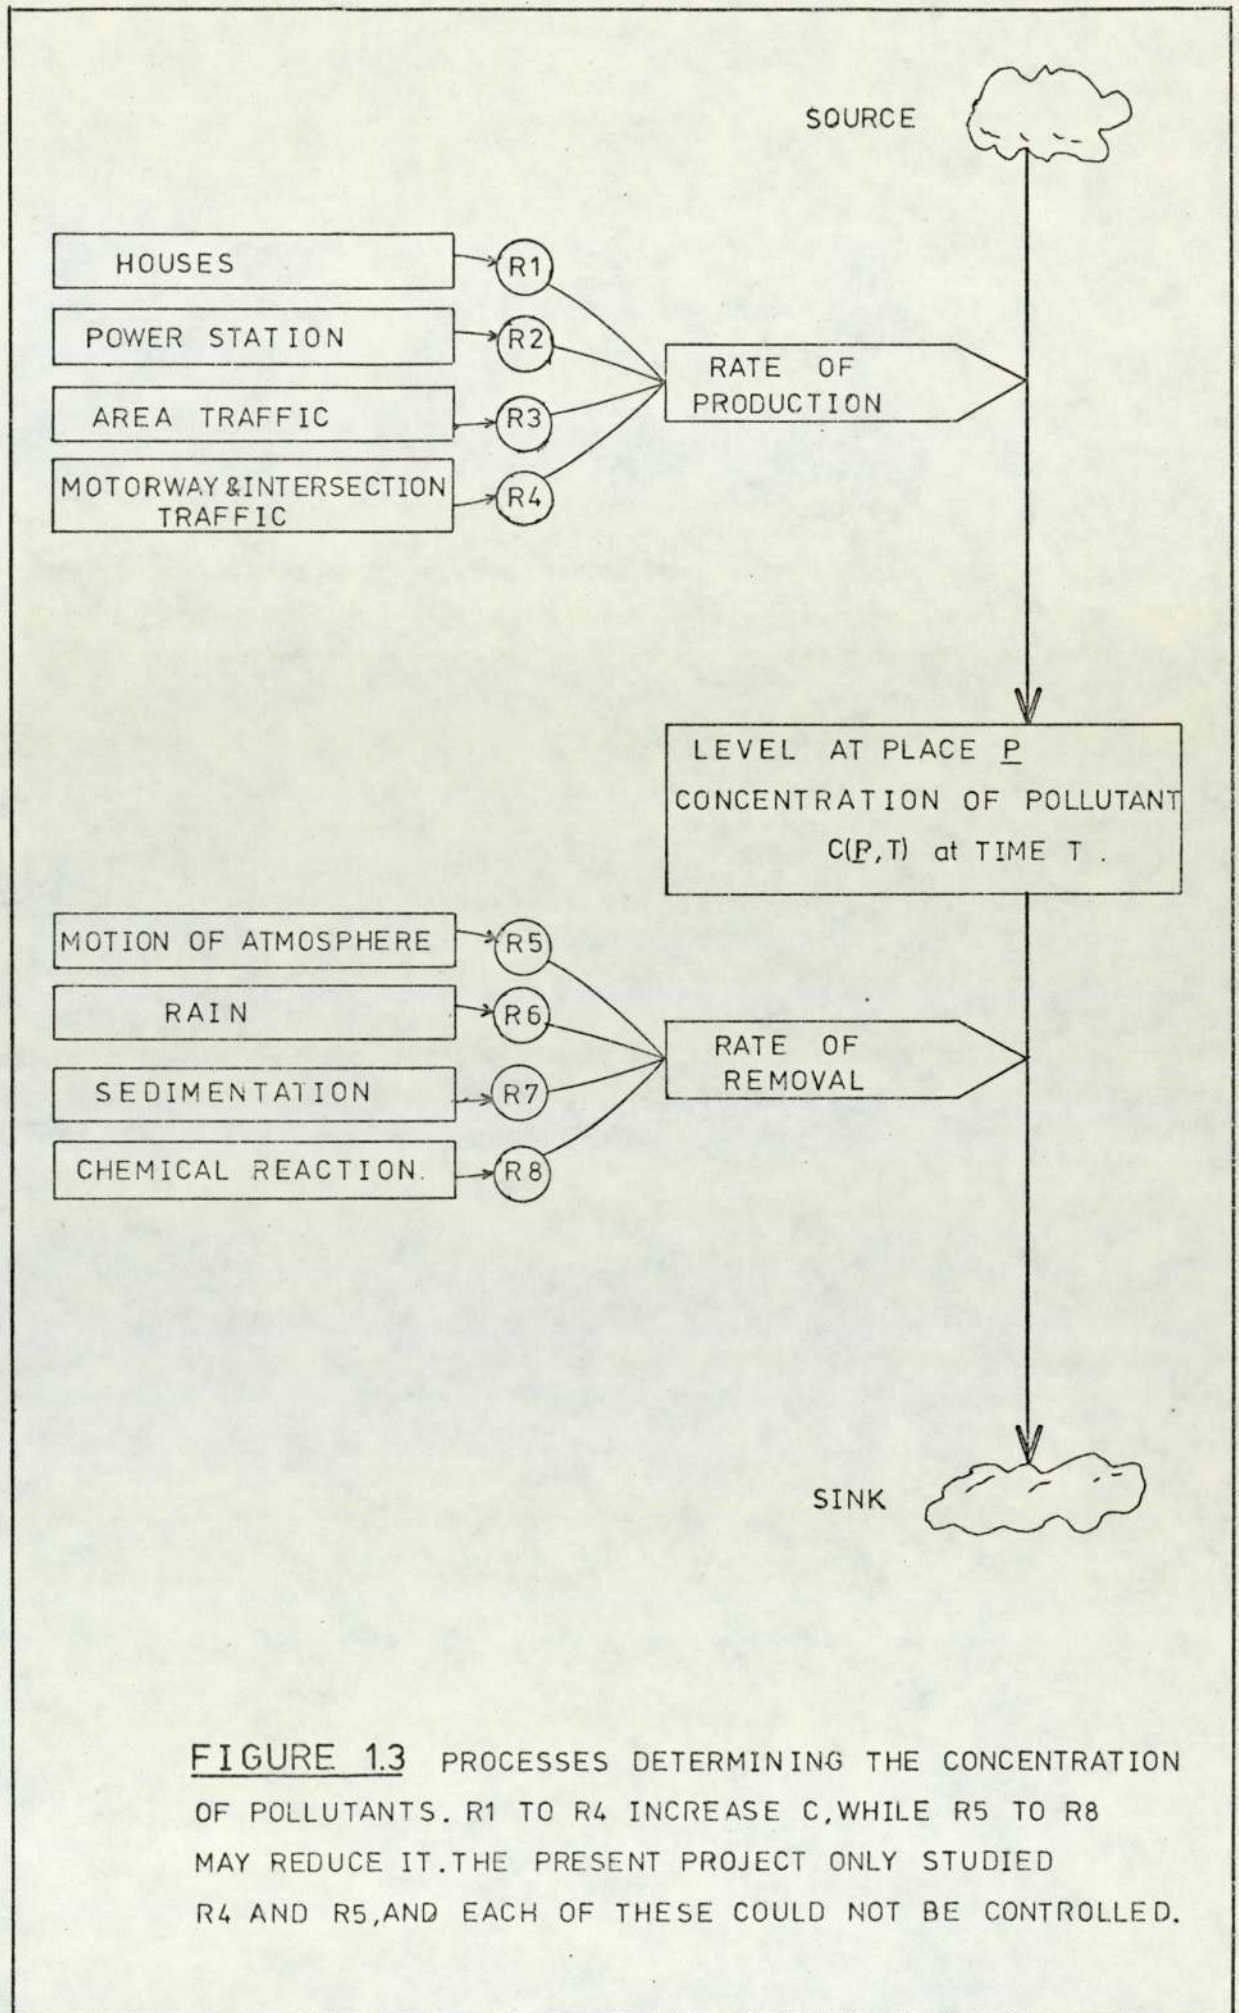 SOURCE
HOUSES
R1
POWER STATION
R2
AREA TRAFFIC
R3
MOTORWAY & INTERSECTION
TRAFFIC
R4
RATE OF
PRODUCTION
LEVEL AT PLACE P
CONCENTRATION OF POLLUTANT
C(P,T) at TIME T .
MOTION OF ATMOSPHERE
R5
RAIN
R6
SEDIMENTATION
R7
CHEMICAL REACTION.
R8
RATE OF
REMOVAL
SINK
FIGURE 1.3 PROCESSES DETERMINING THE CONCENTRATION
OF POLLUTANTS. R1 TO R4 INCREASE C, WHILE R5 TO R8
MAY REDUCE IT. THE PRESENT PROJECT ONLY STUDIED
R4 AND R5, AND EACH OF THESE COULD NOT BE CONTROLLED.